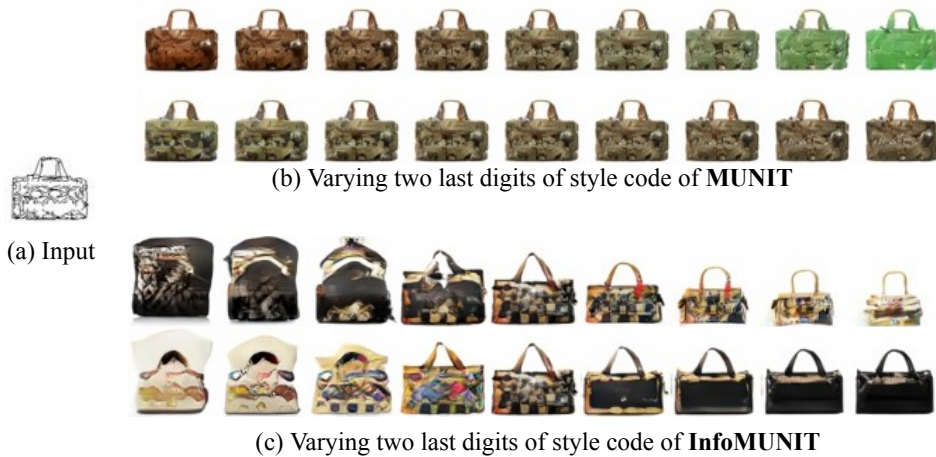 (b) Varying two last digits of style code of MUNIT
(a) Input
(c) Varying two last digits of style code of InfoMUNIT